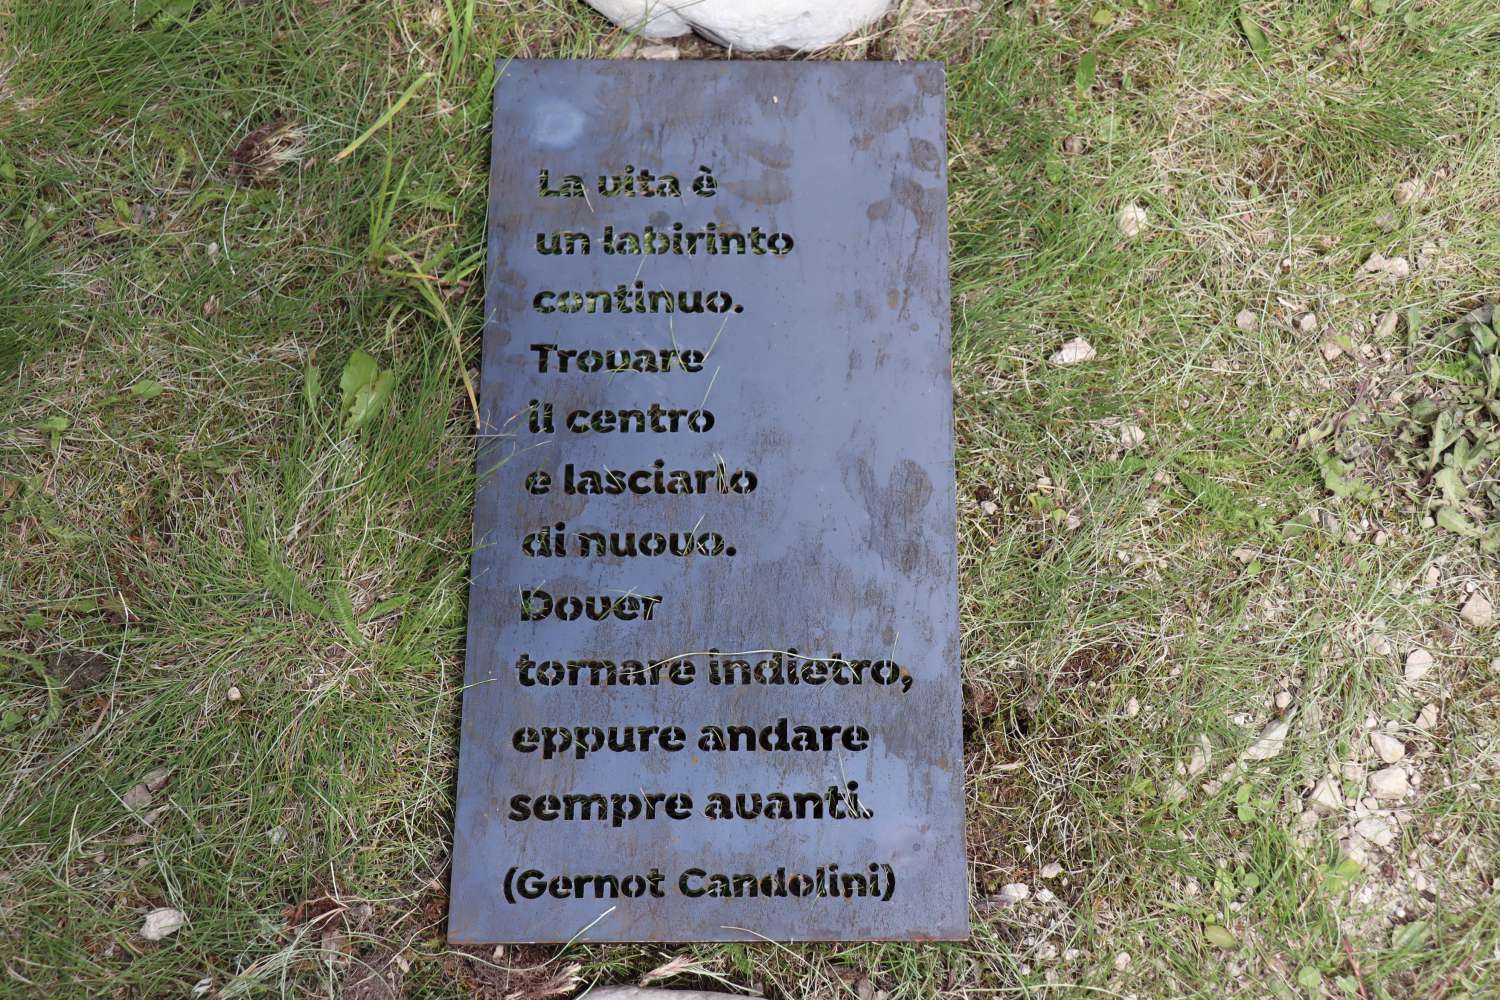 La vita è
un labirinto
continuo.
Trovare
il centro
e lasciarlo
di nuovo.
Dover
tornare indietro,
eppure andare
sempre avanti.
(Gernot Candolini)